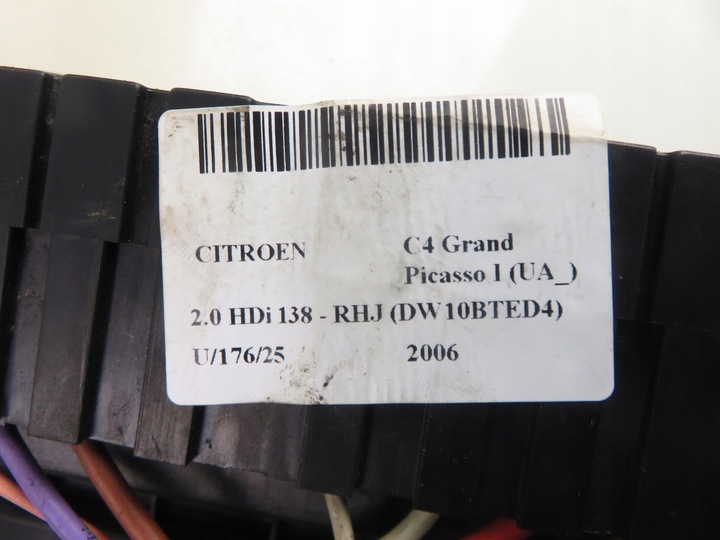 CITROEN C4 Grand
Picasso I (UA_)
2.0 HDi 138 - RHJ (DW10BTED4)
U/176/25 2006